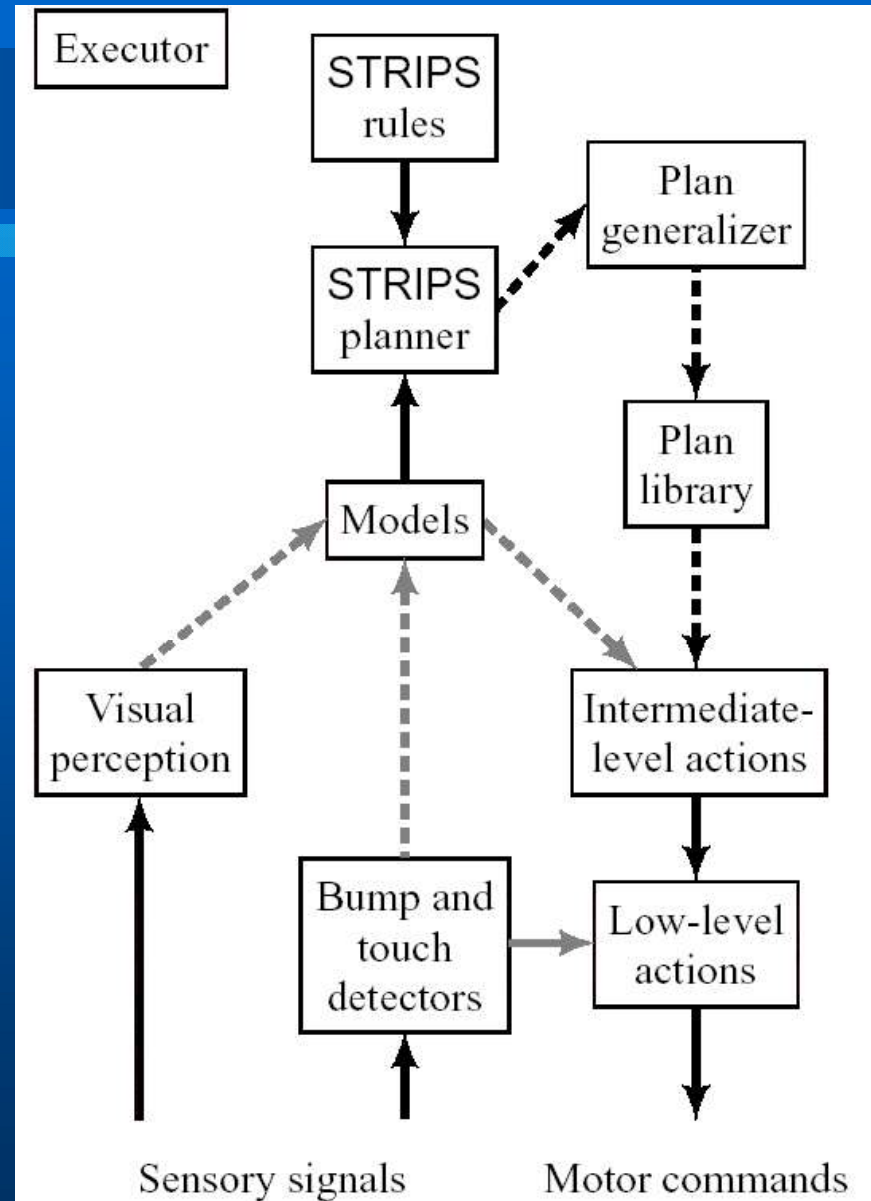 Executor
STRIPS
rules
Plan
generalizer
STRIPS
planner
Plan
library
Models
Visual
perception
Intermediate-
level actions
Bump and
touch
detectors
Low-level
actions
Sensory signals
Motor commands